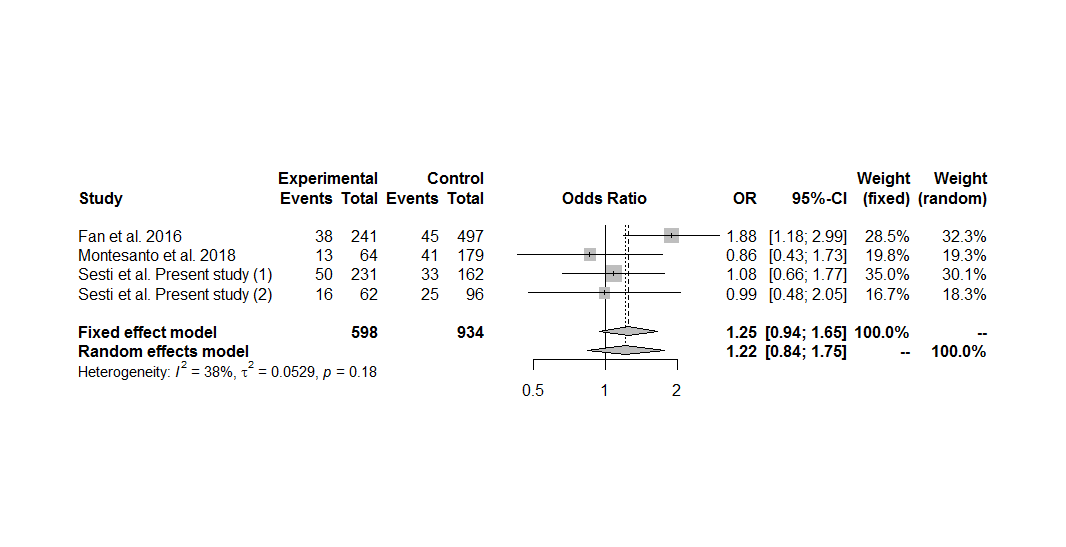 Experimental Control Weight Weight
Study Events Total Events Total Odds Ratio OR 95%-CI (fixed) (random)
Fan et al. 2016 38 241 45 497 1.88 [1.18; 2.99] 28.5% 32.3%
Montesanto et al. 2018 13 64 41 179 0.86 [0.43; 1.73] 19.8% 19.3%
Sesti et al. Present study (1) 50 231 33 162 1.08 [0.66; 1.77] 35.0% 30.1%
Sesti et al. Present study (2) 16 62 25 96 0.99 [0.48; 2.05] 16.7% 18.3%
Fixed effect model 598 934 1.25 [0.94; 1.65] 100.0% --
Random effects model 1.22 [0.84; 1.75] -- 100.0%
Heterogeneity: I² = 38%, τ² = 0.0529, p = 0.18
0.5 1 2